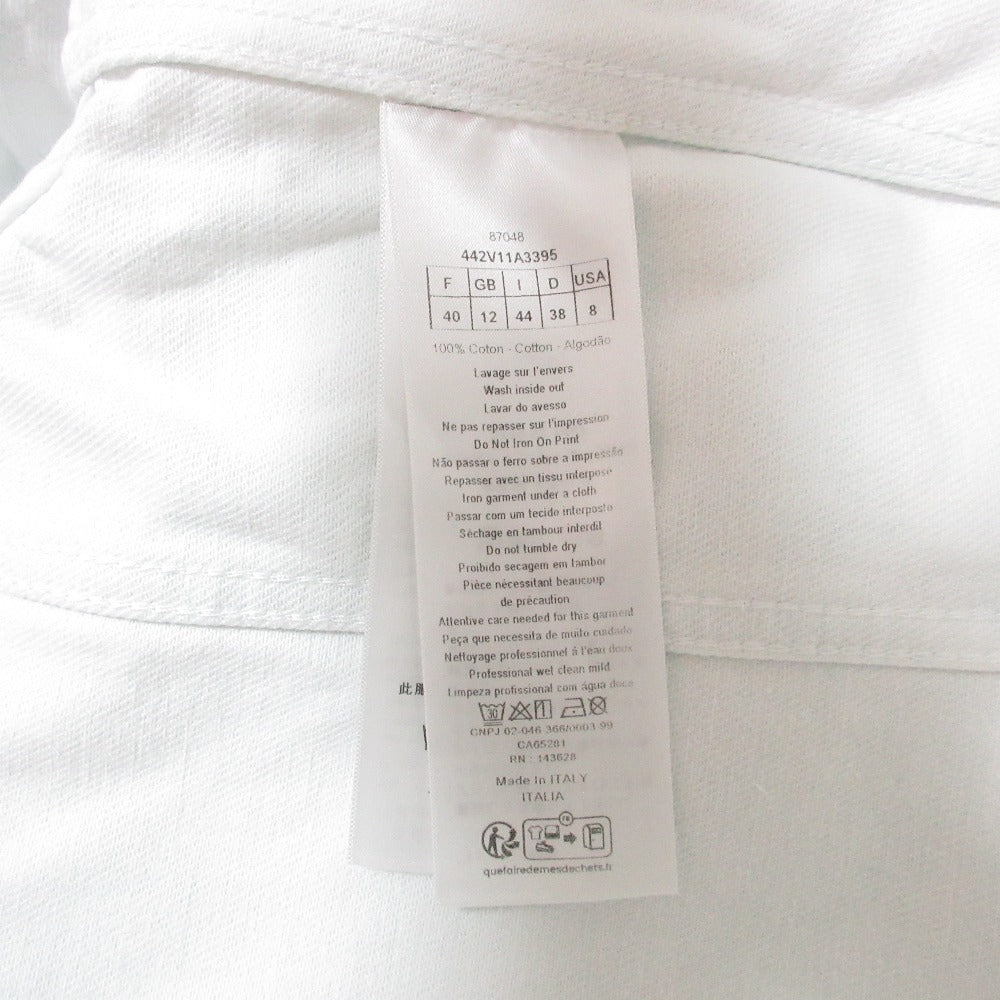 87048
442V11A3395
F GB I D USA
40 12 44 38 8
100% Coton - Cotton - Algodão
Lavage sur l'envers
Wash inside out
Lavar do avesso
Ne pas repasser sur l'impression
Do Not Iron On Print
Não passar o ferro sobre a impressão
Repasser avec un tissu interposé
Iron garment under a cloth
Passar com um tecido interposto
Séchage en tambour interdit
Do not tumble dry
Proibido secagem em tambor
Pièce nécessitant beaucoup
de précaution
Attentive care needed for this garment
Peça que necessita de muito cuidado
Nettoyage professionnel à l'eau doux
Professional wet clean mild
此
Limpeza profissional com água doce
30
CNPJ 02-046 366/0003-99
CA65281
RN : 143628
Made In ITALY
ITALIA
FR
quefairedemesdechets.fr